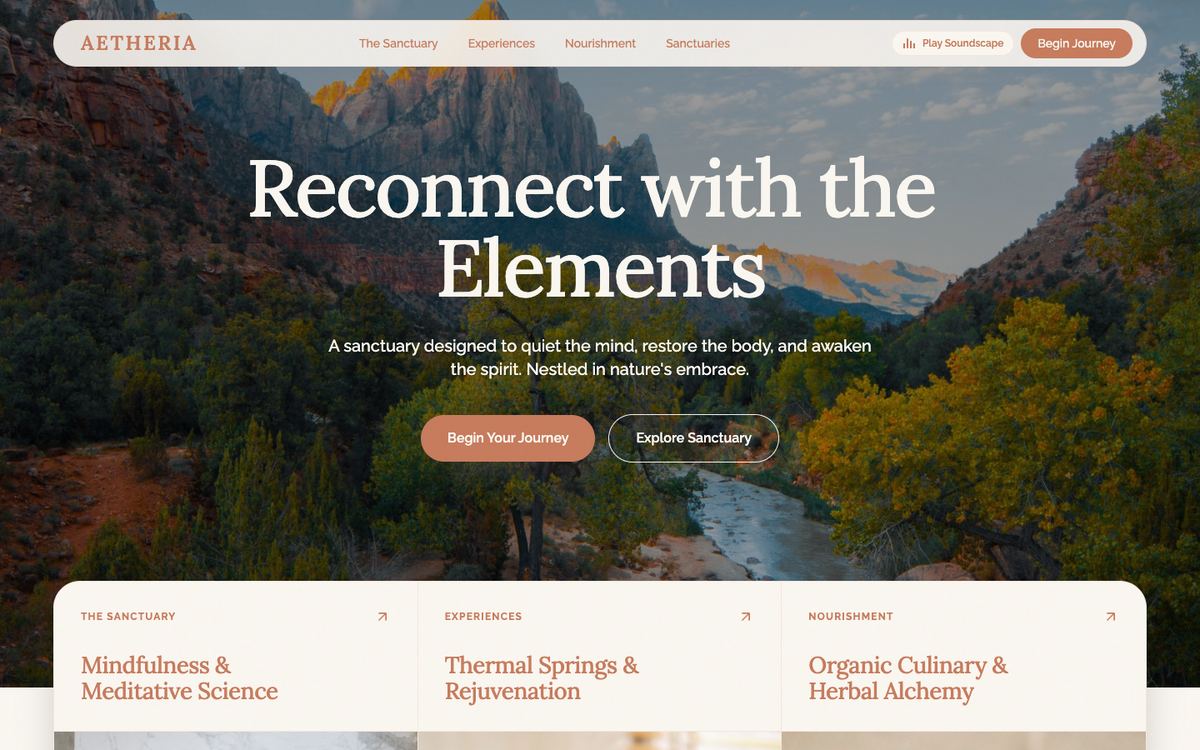 AETHERIA
The Sanctuary
Experiences
Nourishment
Sanctuaries
Play Soundscape
Begin Journey
Reconnect with the
Elements
A sanctuary designed to quiet the mind, restore the body, and awaken
the spirit. Nestled in nature's embrace.
Begin Your Journey
Explore Sanctuary
THE SANCTUARY
Mindfulness &
Meditative Science
EXPERIENCES
Thermal Springs &
Rejuvenation
NOURISHMENT
Organic Culinary &
Herbal Alchemy